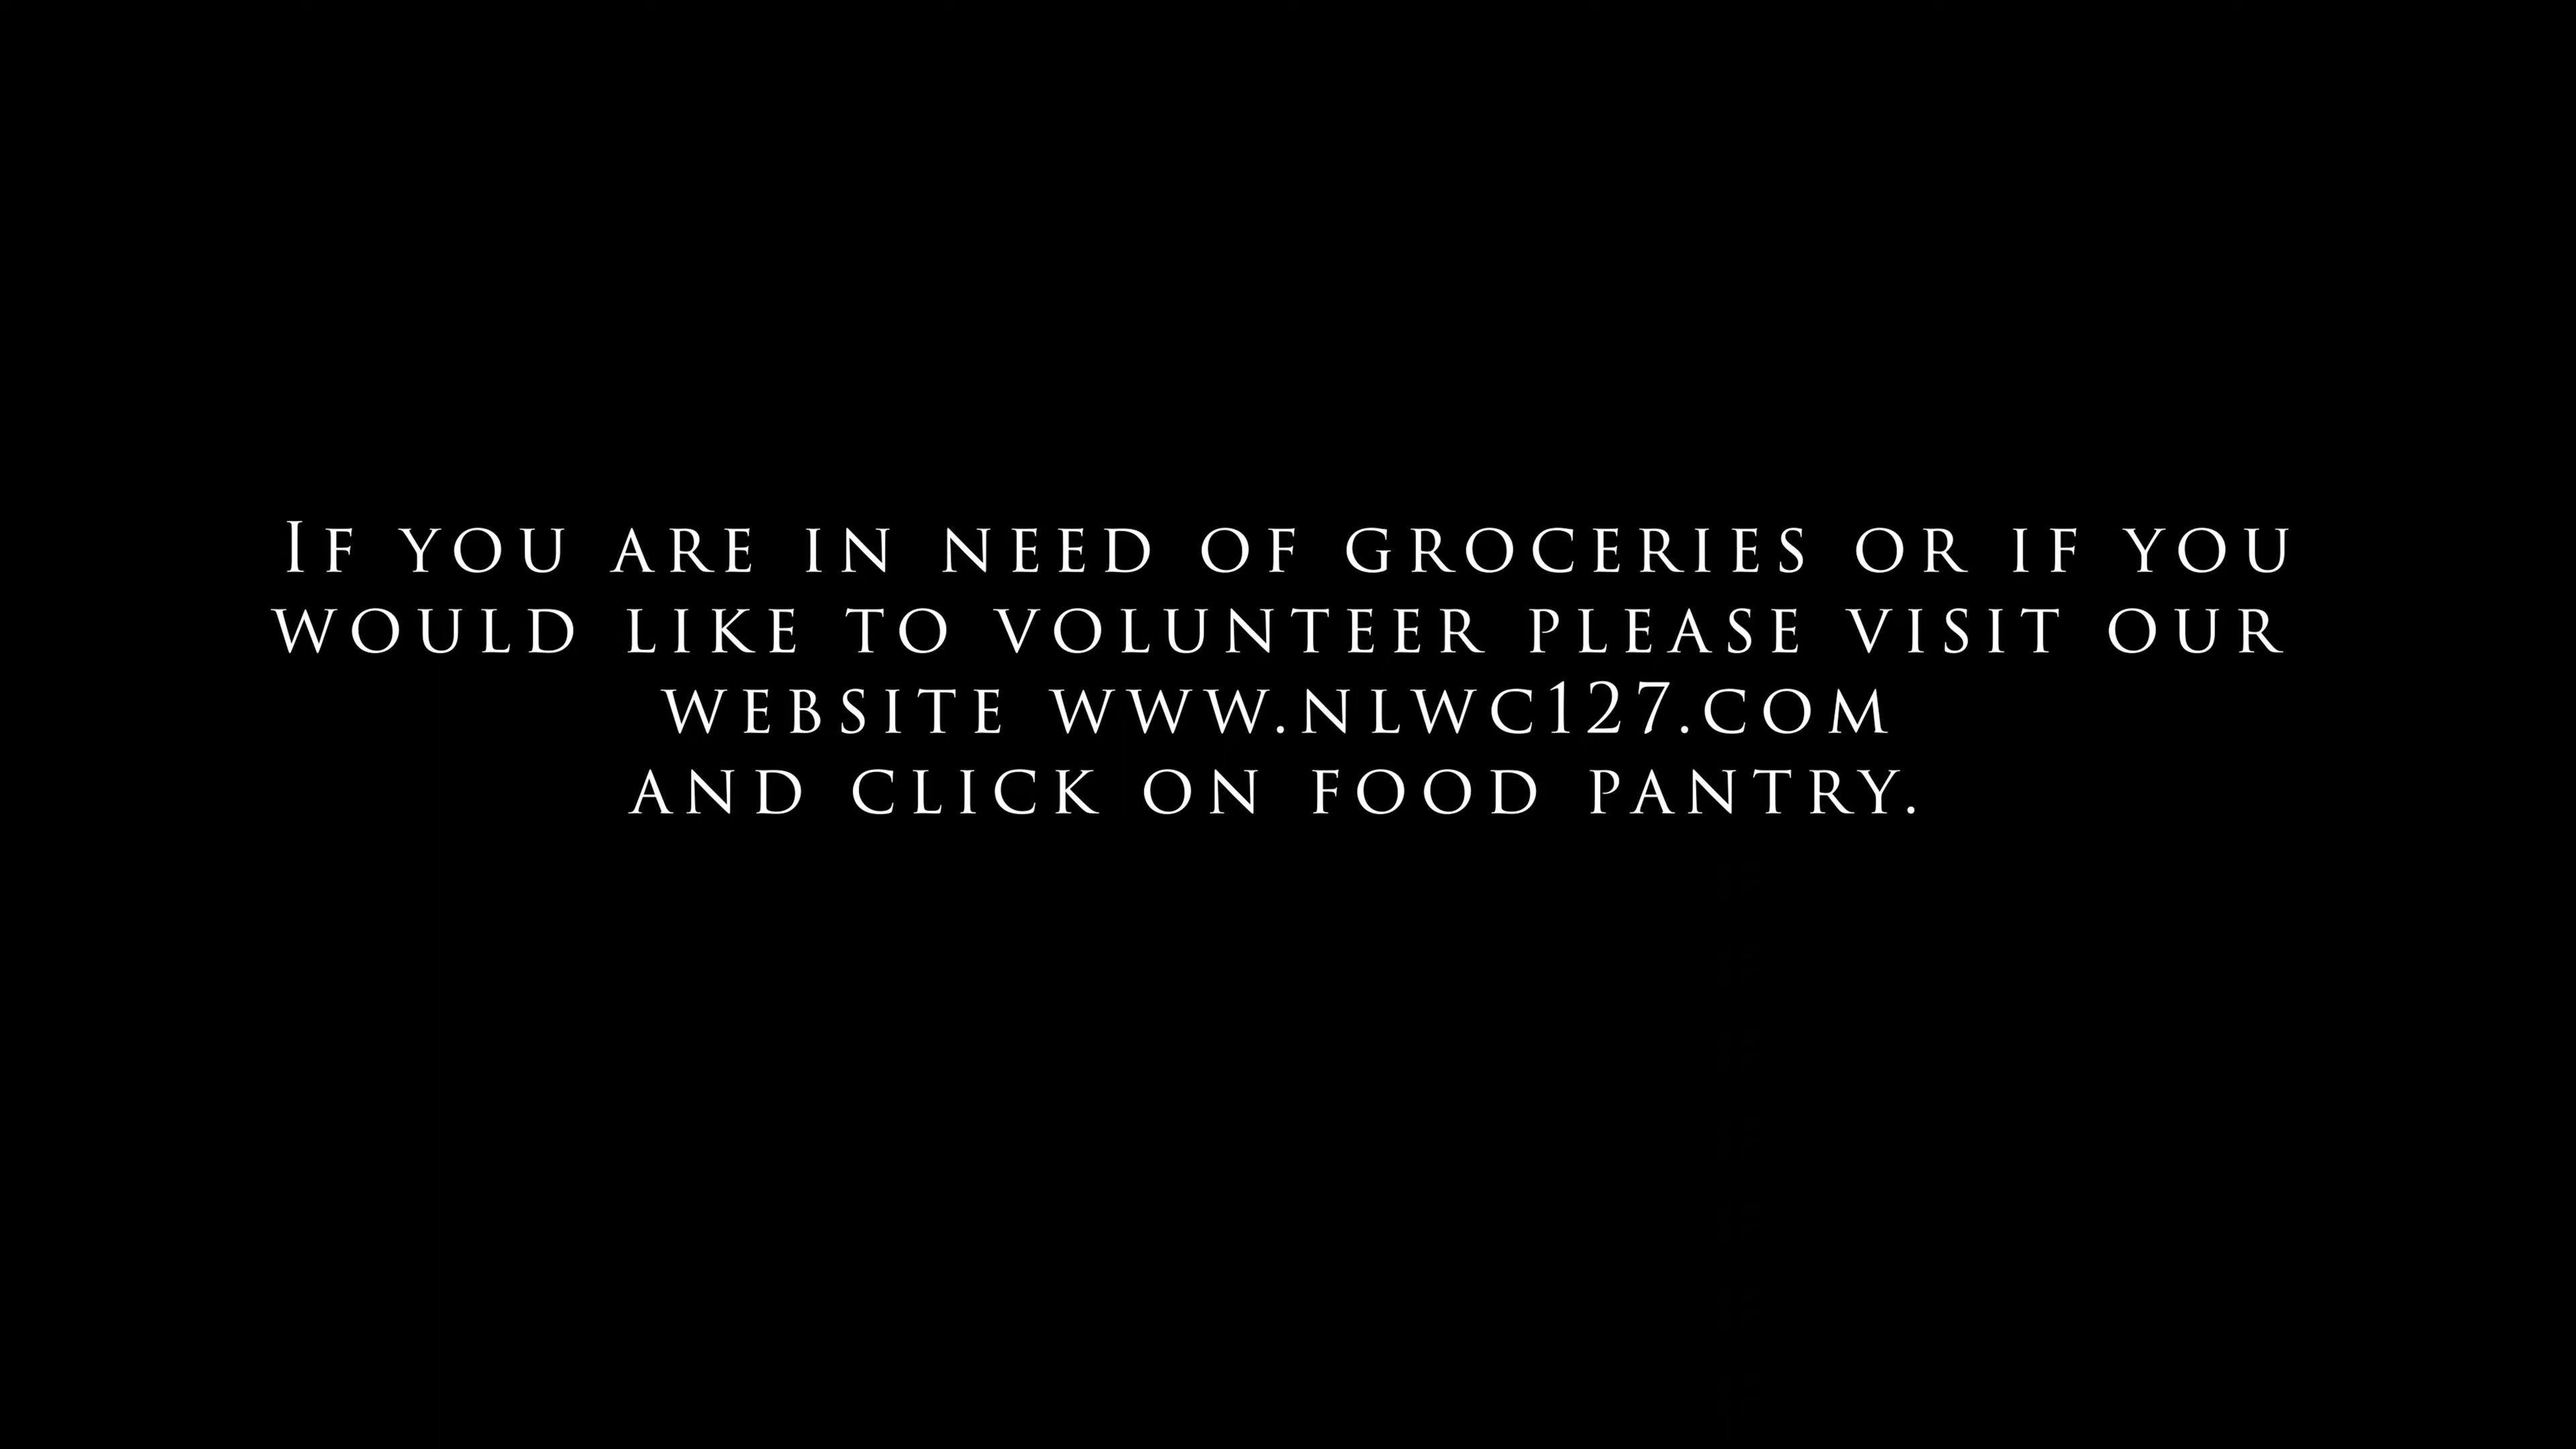 If you are in need of groceries or if you
would like to volunteer please visit our
website www.nlwc127.com
and click on food pantry.